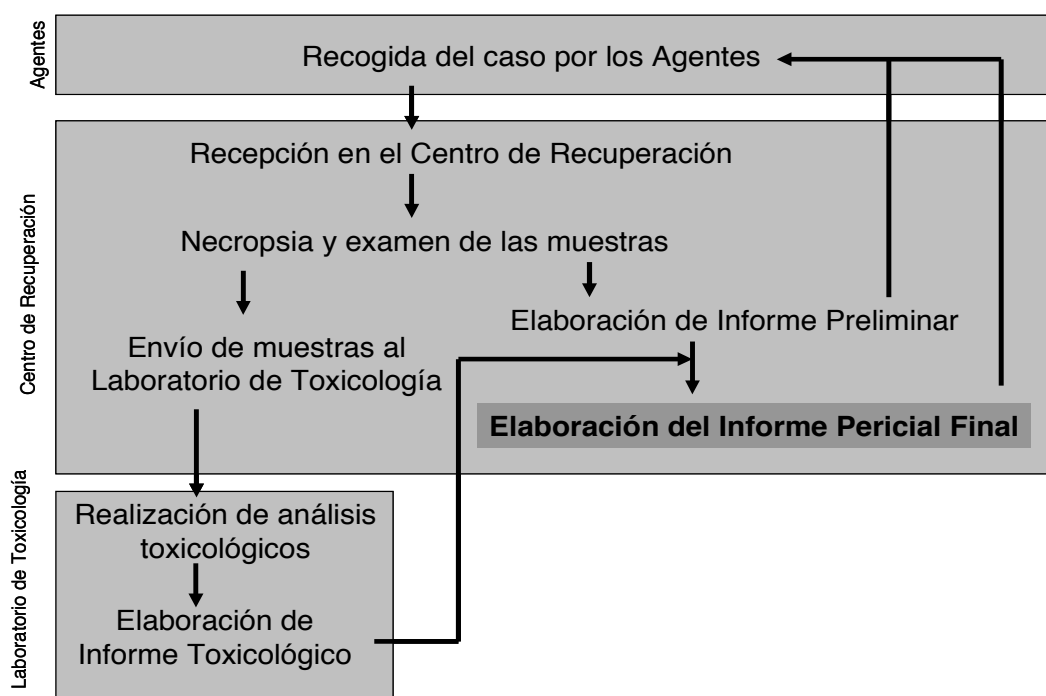 Agentes
Recogida del caso por los Agentes
Centro de Recuperación
Recepción en el Centro de Recuperación
Necropsia y examen de las muestras
Elaboración de Informe Preliminar
Envío de muestras al
Laboratorio de Toxicología
Elaboración del Informe Pericial Final
Laboratorio de Toxicología
Realización de análisis
toxicológicos
Elaboración de
Informe Toxicológico